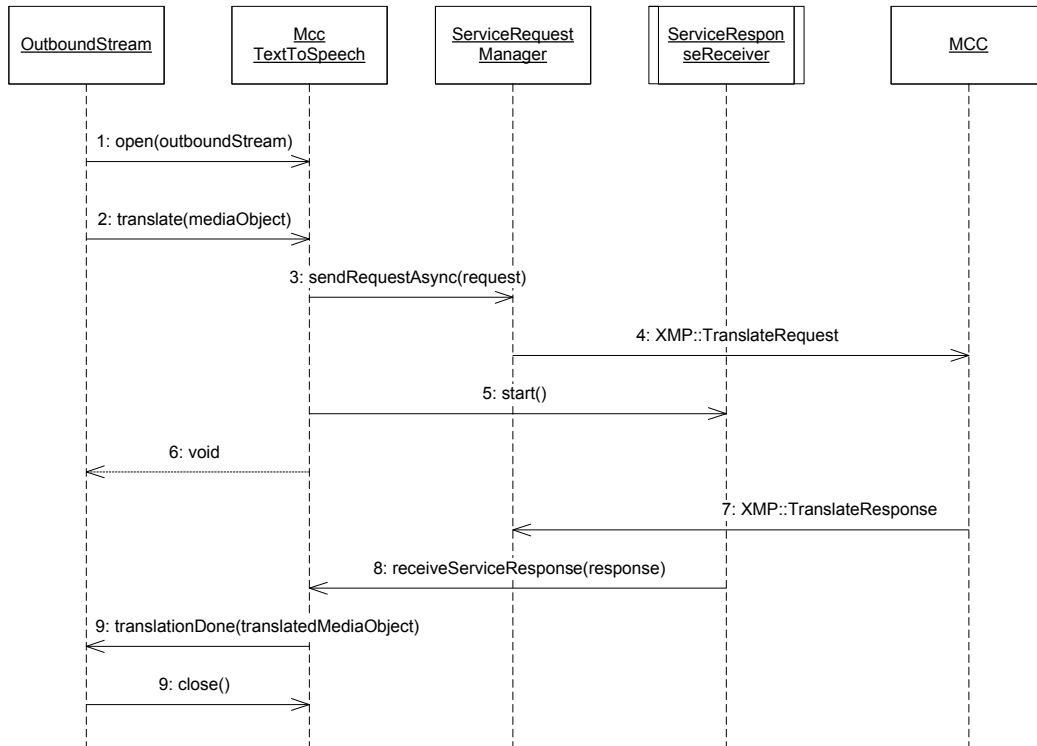 OutboundStream
Mcc
TextToSpeech
ServiceRequest
Manager
ServiceRespon
seReceiver
MCC
1: open(outboundStream)
2: translate(mediaObject)
3: sendRequestAsync(request)
4: XMP::TranslateRequest
5: start()
6: void
7: XMP::TranslateResponse
8: receiveServiceResponse(response)
9: translationDone(translatedMediaObject)
9: close()